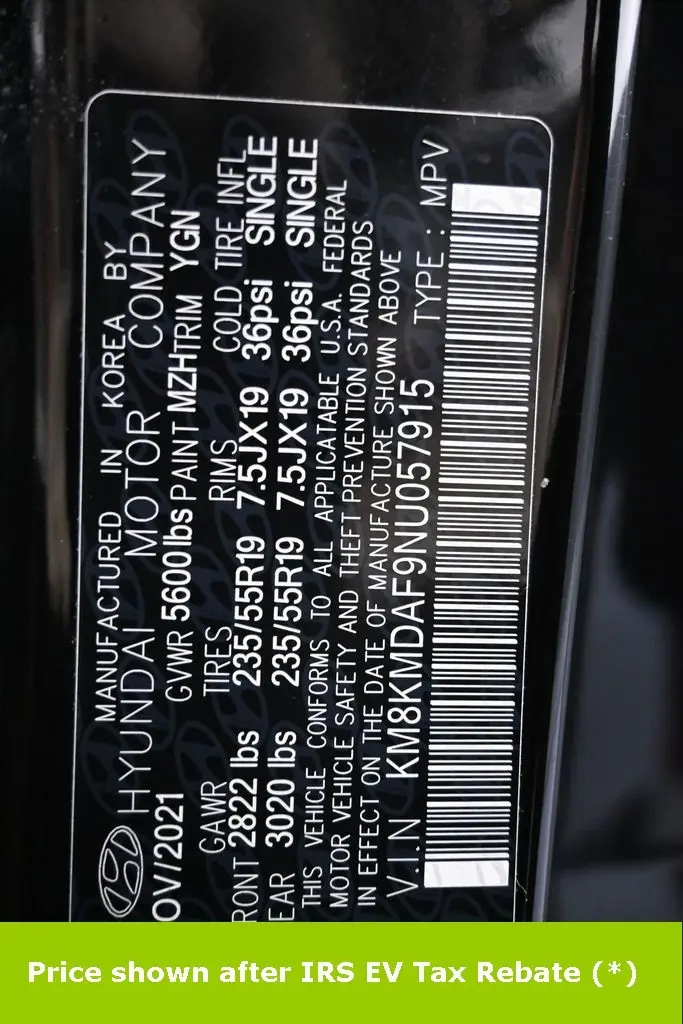 MANUFACTURED IN KOREA BY
HYUNDAI MOTOR COMPANY
OV/2021 GVWR 5600lbs PAINT MZH TRIM YGN
GAWR TIRES RIMS COLD TIRE INFL
RONT 2822 lbs 235/55R19 7.5JX19 36psi SINGLE
EAR 3020 lbs 235/55R19 7.5JX19 36psi SINGLE
THIS VEHICLE CONFORMS TO ALL APPLICATABLE U.S.A. FEDERAL
MOTOR VEHICLE SAFETY AND THEFT PREVENTION STANDARDS
IN EFFECT ON THE DATE OF MANUFACTURE SHOWN ABOVE
V.I.N KM8KMDAF9NU057915 TYPE : MPV
Price shown after IRS EV Tax Rebate (*)